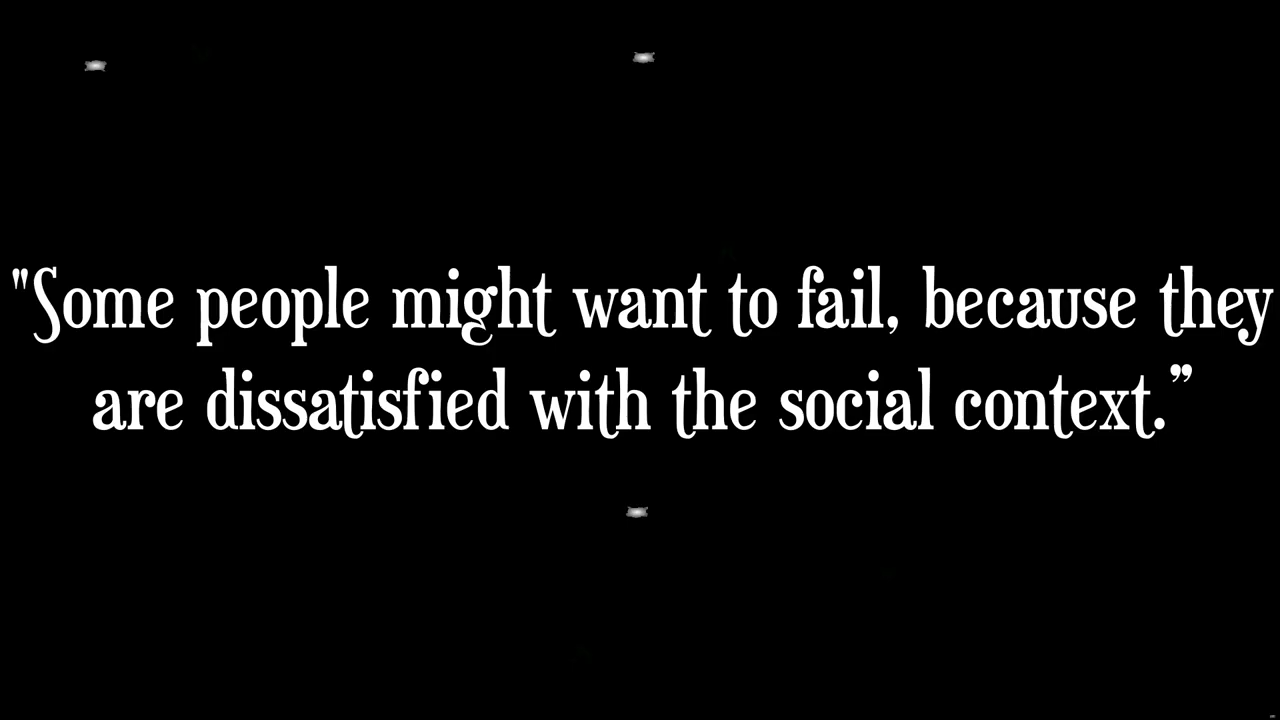 "Some people might want to fail, because they
are dissatisfied with the social context.”